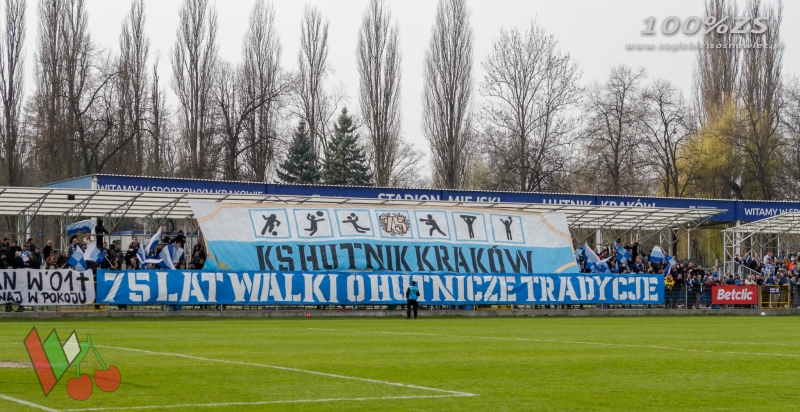 100%ZS
WITAMY W SPORTOWYM KRAKOWIE
STADION MIEJSKI
HUTNIK KRAKÓW
WITAMY W
75
KS HUTNIK KRAKÓW
75 LAT WALKI O HUTNICZE TRADYCJE
W POKOJU
Betclic